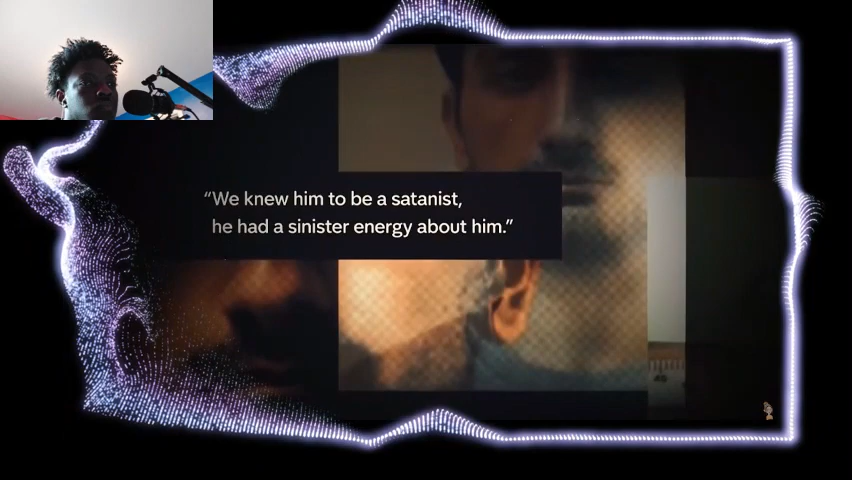 “We knew him to be a satanist,
he had a sinister energy about him.”